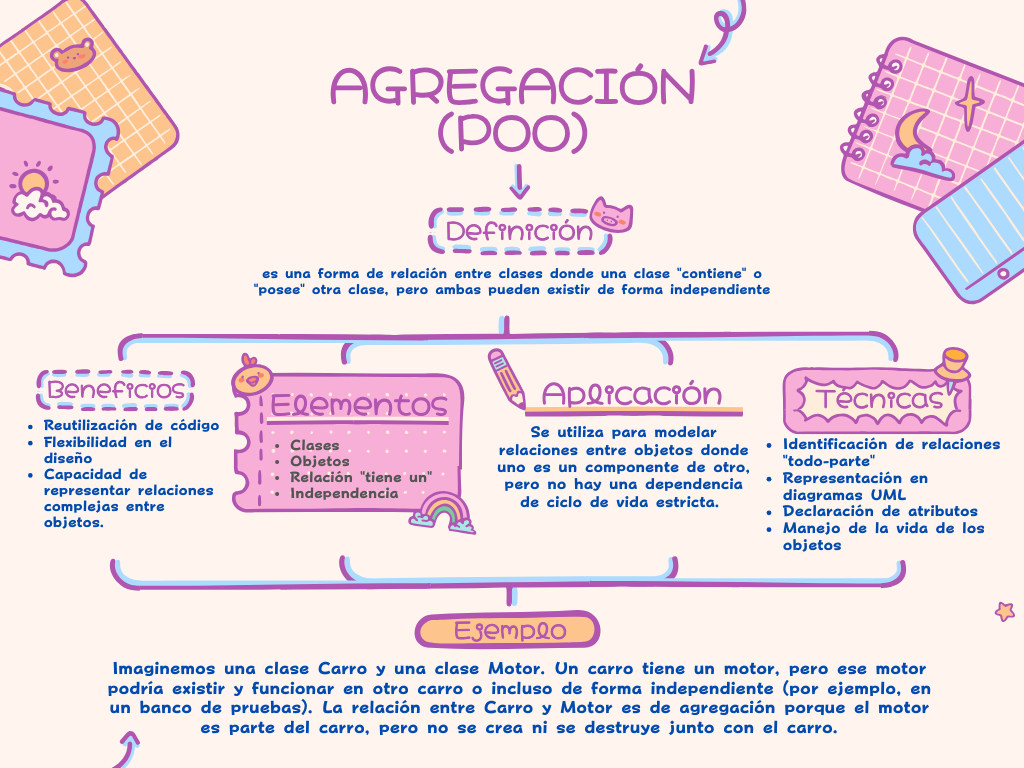 AGREGACIÓN
(POO)
Definición
es una forma de relación entre clases donde una clase "contiene" o
"posee" otra clase, pero ambas pueden existir de forma independiente
Beneficios
• Reutilización de código
• Flexibilidad en el
diseño
• Capacidad de
representar relaciones
complejas entre
objetos.
Elementos
• Clases
• Objetos
• Relación "tiene un"
• Independencia
Aplicación
Se utiliza para modelar
relaciones entre objetos donde
uno es un componente de otro,
pero no hay una dependencia
de ciclo de vida estricta.
Técnicas
• Identificación de relaciones
"todo-parte"
• Representación en
diagramas UML
• Declaración de atributos
• Manejo de la vida de los
objetos
Ejemplo
Imaginemos una clase Carro y una clase Motor. Un carro tiene un motor, pero ese motor
podría existir y funcionar en otro carro o incluso de forma independiente (por ejemplo, en
un banco de pruebas). La relación entre Carro y Motor es de agregación porque el motor
es parte del carro, pero no se crea ni se destruye junto con el carro.